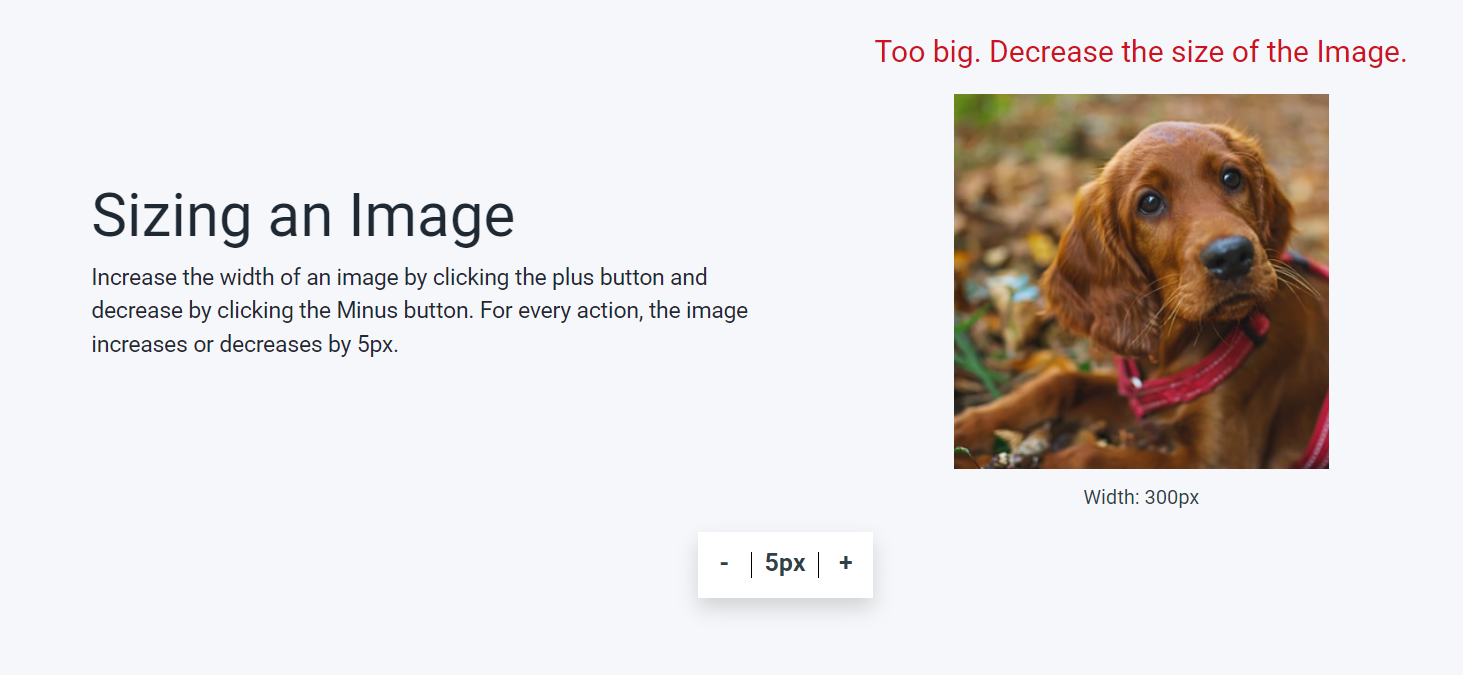 Too big. Decrease the size of the Image.
Sizing an Image
Increase the width of an image by clicking the plus button and
decrease by clicking the Minus button. For every action, the image
increases or decreases by 5px.
Width: 300px
- | 5px | +